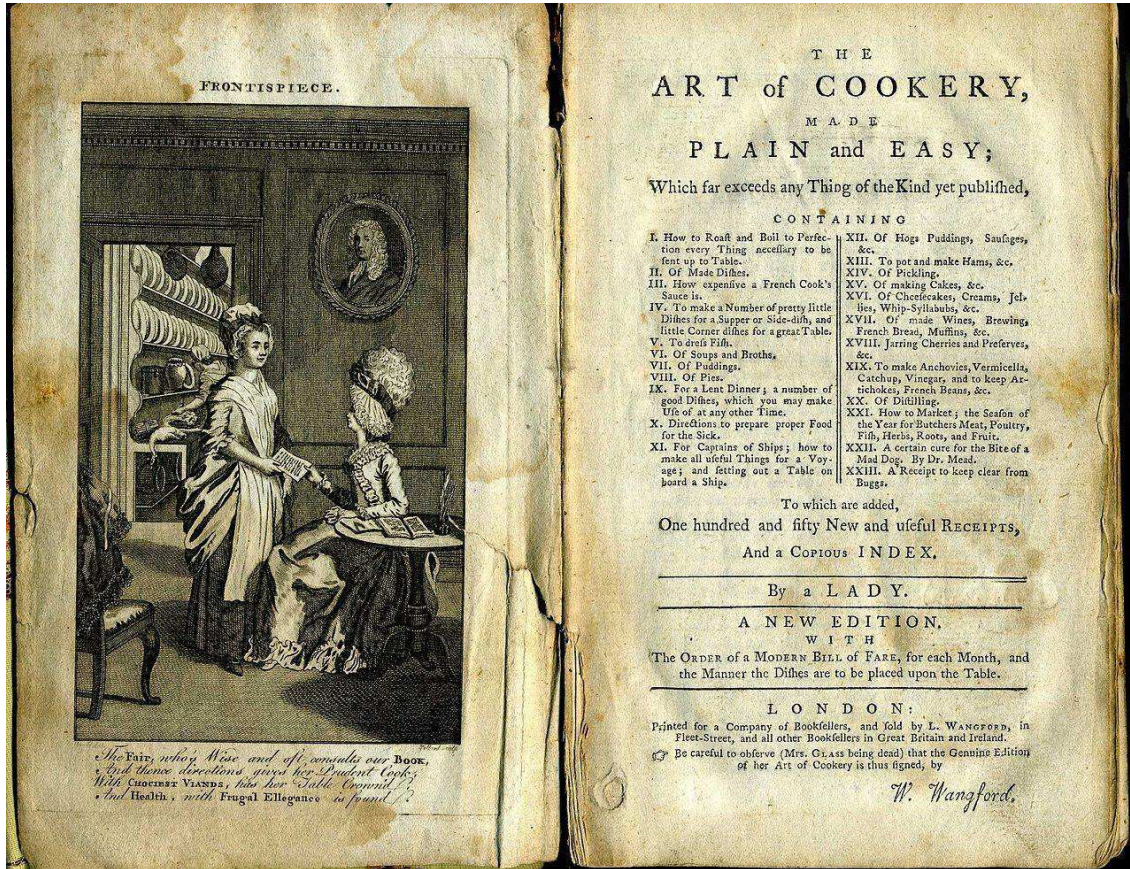 FRONTISPIECE.
The Fair, who's Wise and oft consults our Book,
And thence directions gives her Prudent Cook,
With Choicest Viands, has her Table Crown'd,
And Health, with Frugal Ellegance is found.
THE
ART of COOKERY,
MADE
PLAIN and EASY;
Which far exceeds any Thing of the Kind yet publiſhed,
CONTAINING
I. How to Roaſt and Boil to Perfec-
tion every Thing neceſſary to be
ſent up to Table.
II. Of Made Diſhes.
III. How expenſive a French Cook's
Sauce is.
IV. To make a Number of pretty little
Diſhes for a Supper or Side-diſh, and
little Corner diſhes for a great Table.
V. To dreſs Fiſh.
VI. Of Soups and Broths.
VII. Of Puddings.
VIII. Of Pies.
IX. For a Lent Dinner; a number of
good Diſhes, which you may make
Uſe of at any other Time.
X. Directions to prepare proper Food
for the Sick.
XI. For Captains of Ships; how to
make all uſeful Things for a Voy-
age; and ſetting out a Table on
board a Ship.
XII. Of Hogs Puddings, Sauſages,
&c.
XIII. To pot and make Hams, &c.
XIV. Of Pickling.
XV. Of making Cakes, &c.
XVI. Of Cheeſecakes, Creams, Jel-
lies, Whip-Syllabubs, &c.
XVII. Of made Wines, Brewing,
French Bread, Muffins, &c.
XVIII. Jarring Cherries and Preſerves,
&c.
XIX. To make Anchovies, Vermicella,
Catchup, Vinegar, and to keep Ar-
tichokes, French Beans, &c.
XX. Of Diſtilling.
XXI. How to Market; the Seaſon of
the Year for Butchers Meat, Poultry,
Fiſh, Herbs, Roots, and Fruit.
XXII. A certain cure for the Bite of a
Mad Dog. By Dr. Mead.
XXIII. A Receipt to keep clear from
Buggs.
To which are added,
One hundred and fifty New and uſeful RECEIPTS,
And a COPIOUS INDEX.
By a LADY.
A NEW EDITION.
WITH
The ORDER of a MODERN BILL of FARE, for each Month, and
the Manner the Diſhes are to be placed upon the Table.
LONDON:
Printed for a Company of Bookſellers, and ſold by L. WANGFORD, in
Fleet-Street, and all other Bookſellers in Great Britain and Ireland.
☞ Be careful to obſerve (Mrs. GLASS being dead) that the Genuine Edition
of her Art of Cookery is thus ſigned, by
W. Wangford.